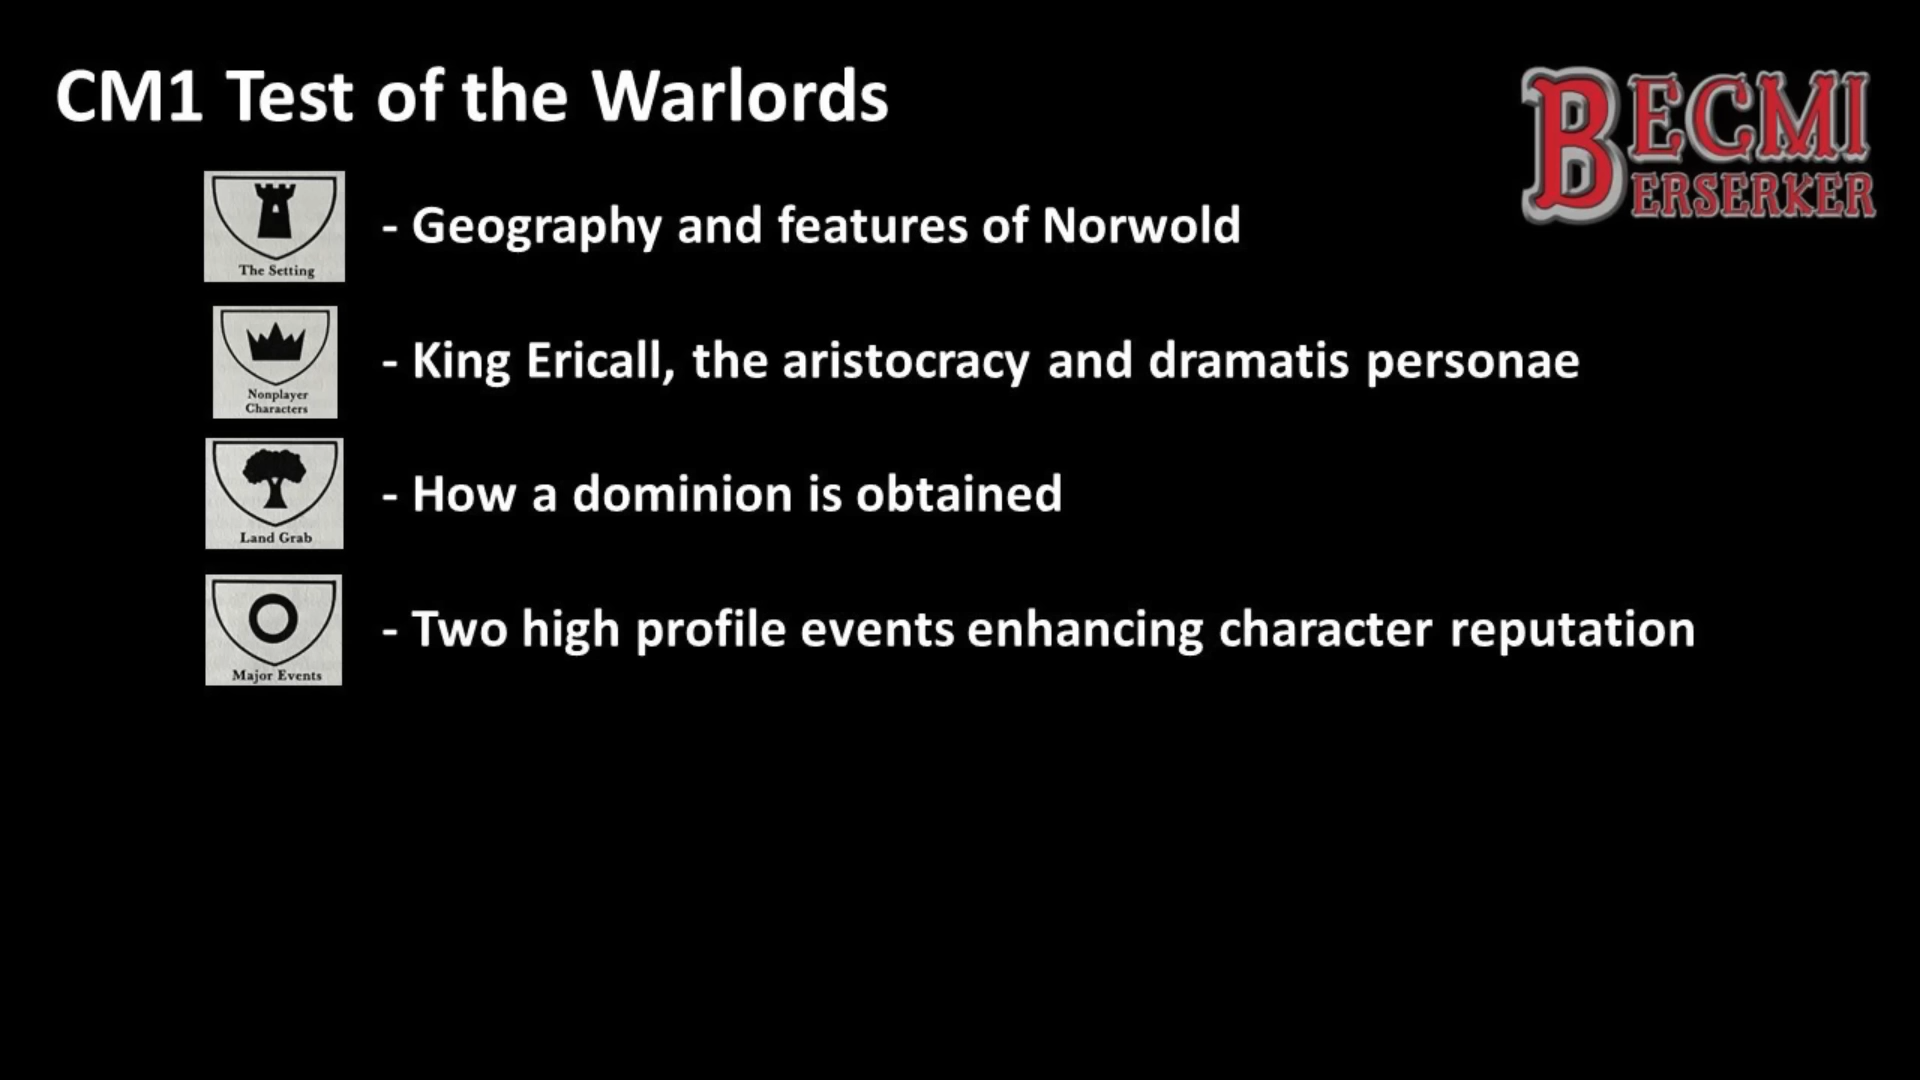 CM1 Test of the Warlords
BECMI
BERSERKER
The Setting
- Geography and features of Norwold
Nonplayer
Characters
- King Ericall, the aristocracy and dramatis personae
Land Grab
- How a dominion is obtained
Major Events
- Two high profile events enhancing character reputation